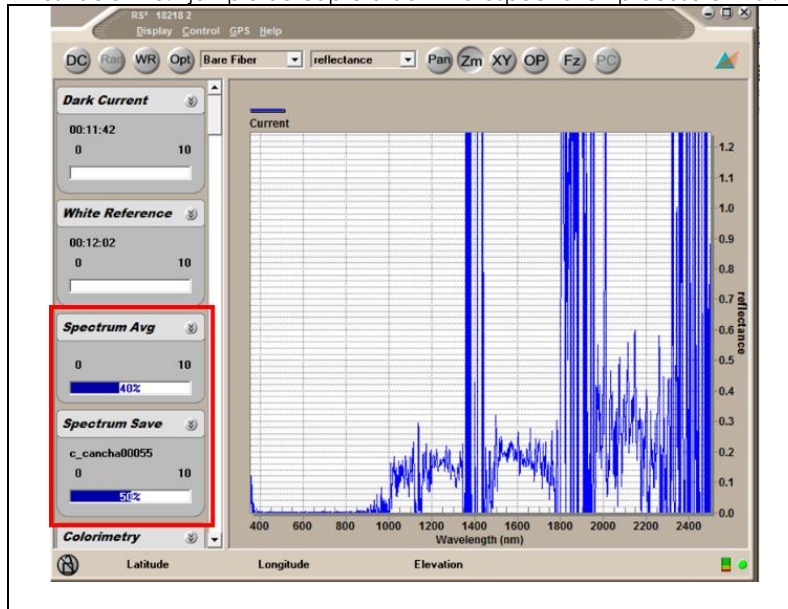 RS³ 18218 2
Display Control GPS Help
DC Rad WR Opt Bare Fiber reflectance Pan Zm XY OP Fz PC
Dark Current
00:11:42
0 10
White Reference
00:12:02
0 10
Spectrum Avg
0 10
40%
Spectrum Save
c_cancha00055
0 10
50%
Colorimetry
Current
1.2
1.1
1.0
0.9
0.8
0.7
0.6
0.5
0.4
0.3
0.2
0.1
0.0
reflectance
400 600 800 1000 1200 1400 1600 1800 2000 2200 2400
Wavelength (nm)
Latitude Longitude Elevation
N